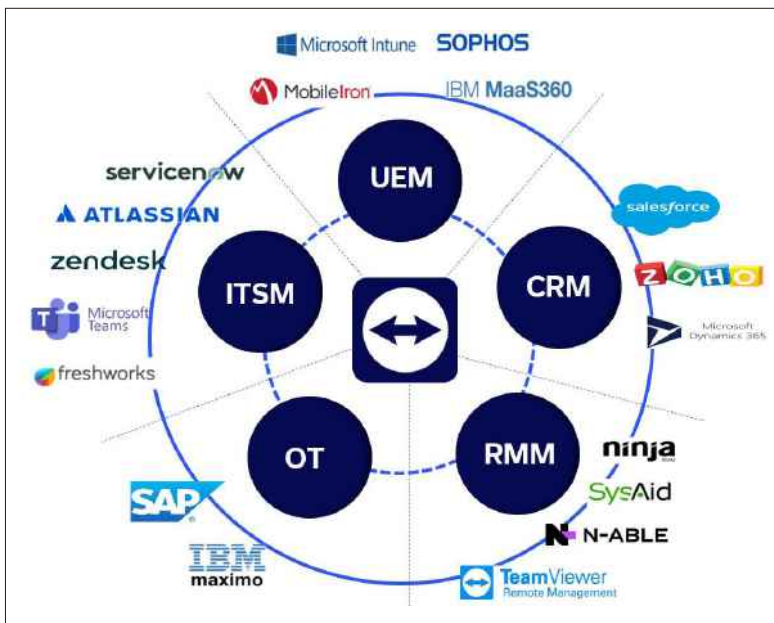 Microsoft Intune
SOPHOS
MobileIron
IBM MaaS360
UEM
servicenow
ATLASSIAN
zendesk
Microsoft
Teams
freshworks
ITSM
salesforce
ZOHO
Microsoft
Dynamics 365
CRM
OT
SAP
IBM
maximo
RMM
ninja
SysAid
N-ABLE
TeamViewer
Remote Management